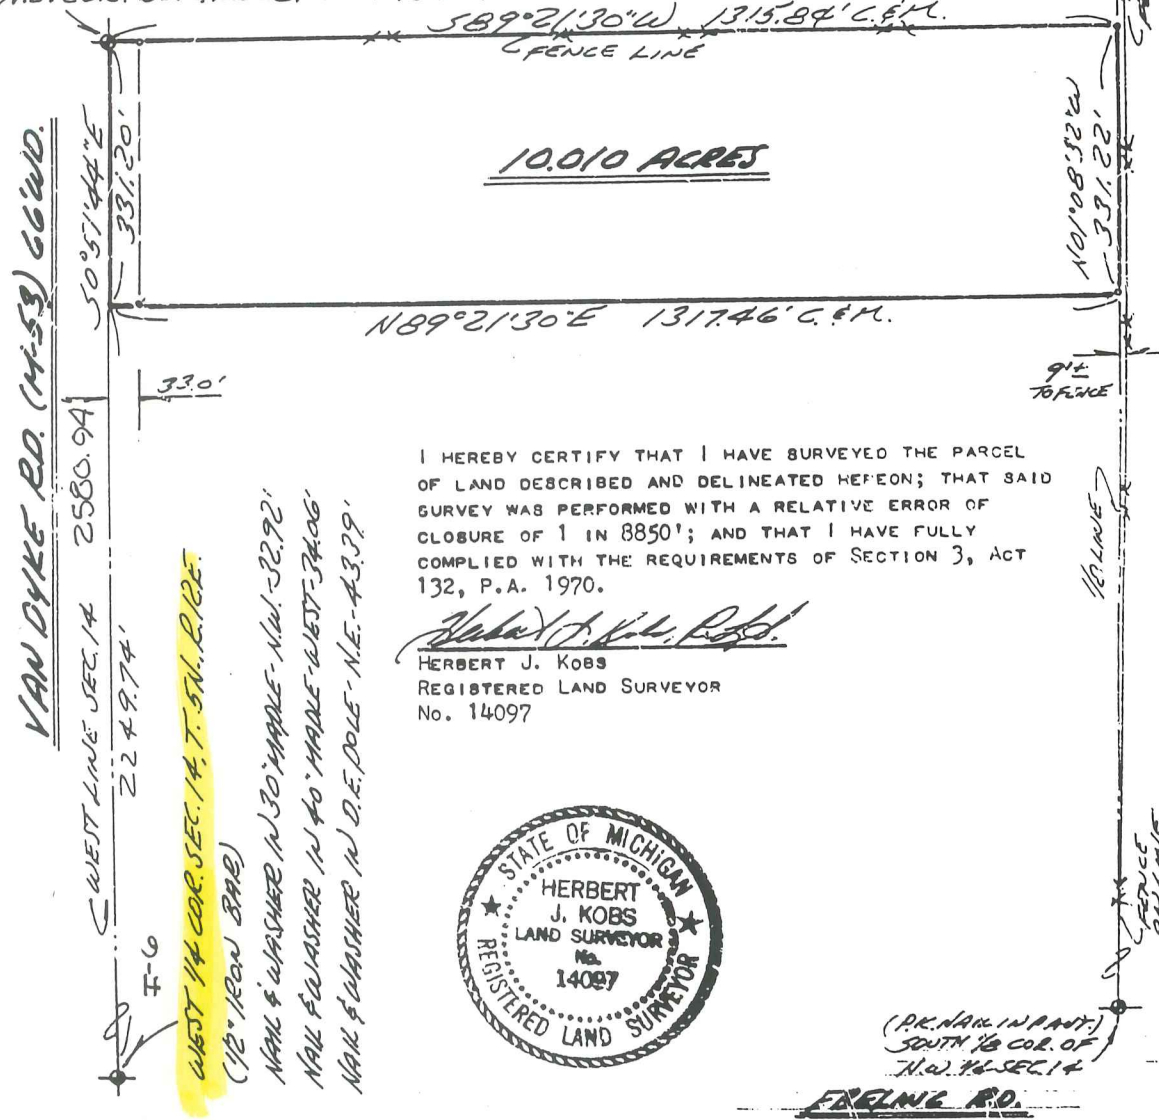 S89°21'30"W 1315.84' C.&M.
FENCE LINE
10.010 ACRES
S0°51'44"E
331.20'
N01°08'32"W
331.22'
N89°21'30"E 1317.46' C.&M.
VAN DYKE RD. (M-53) 66'WD.
33.0'
9'±
TO FENCE
WEST LINE SEC. 14 2580.94
2249.74'
I HEREBY CERTIFY THAT I HAVE SURVEYED THE PARCEL
OF LAND DESCRIBED AND DELINEATED HEREON; THAT SAID
SURVEY WAS PERFORMED WITH A RELATIVE ERROR OF
CLOSURE OF 1 IN 8850'; AND THAT I HAVE FULLY
COMPLIED WITH THE REQUIREMENTS OF SECTION 3, ACT
132, P.A. 1970.
Herbert J. Kobs, R.L.S.
HERBERT J. KOBS
REGISTERED LAND SURVEYOR
No. 14097
F-6
WEST 1/4 COR. SEC. 14, T. 5N., R.12E.
(1/2" IRON BAR)
NAIL & WASHER IN 30" MAPLE - N.W. - 32.92'
NAIL & WASHER IN 40" MAPLE - WEST - 34.06'
NAIL & WASHER IN D.E. POLE - N.E. - 43.39'
1/8 LINE
FENCE
STATE OF MICHIGAN
HERBERT
J. KOBS
LAND SURVEYOR
No.
14097
REGISTERED LAND SURVEYOR
(P.K. NAIL IN PAVT.)
SOUTH 1/8 COR. OF
N.W. 1/4 SEC. 14
EBELING RD.